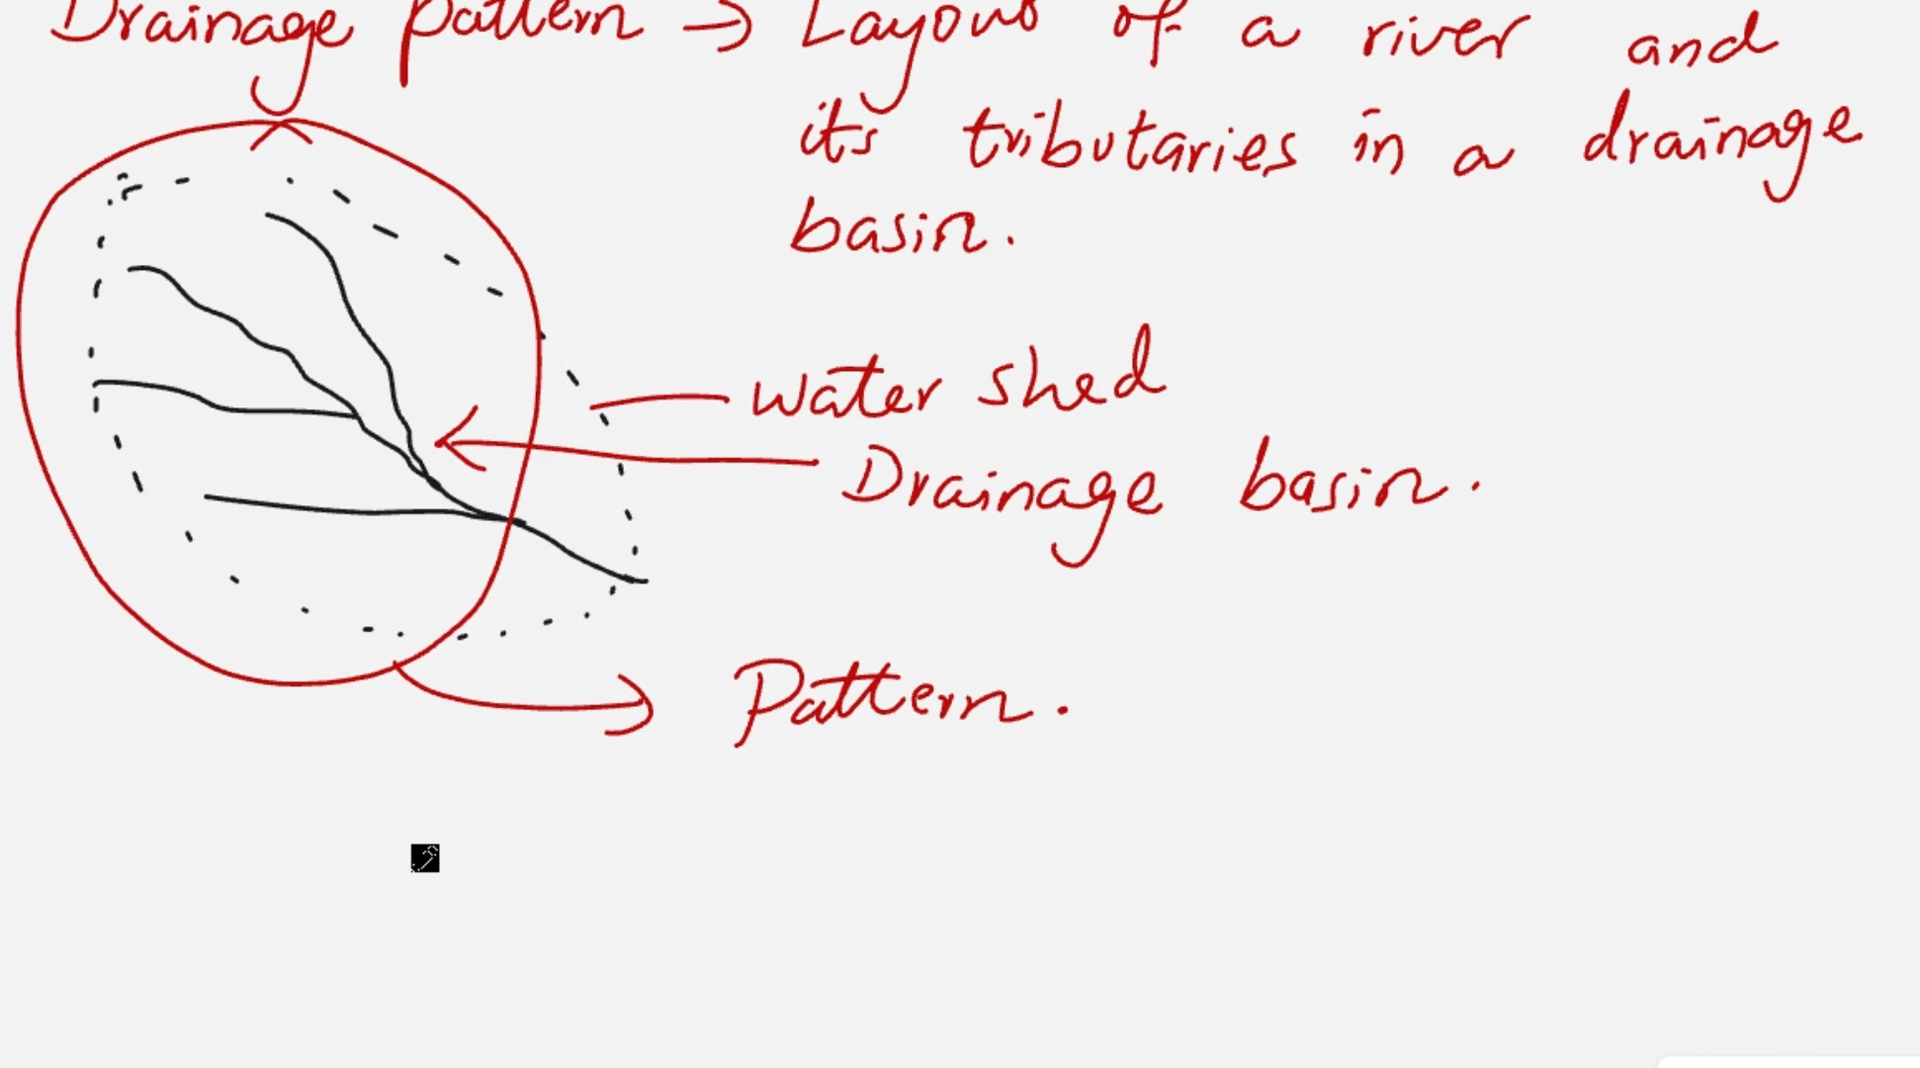 Drainage pattern → Layout of a river and
its tributaries in a drainage
basin.
water shed
Drainage basin.
Pattern.